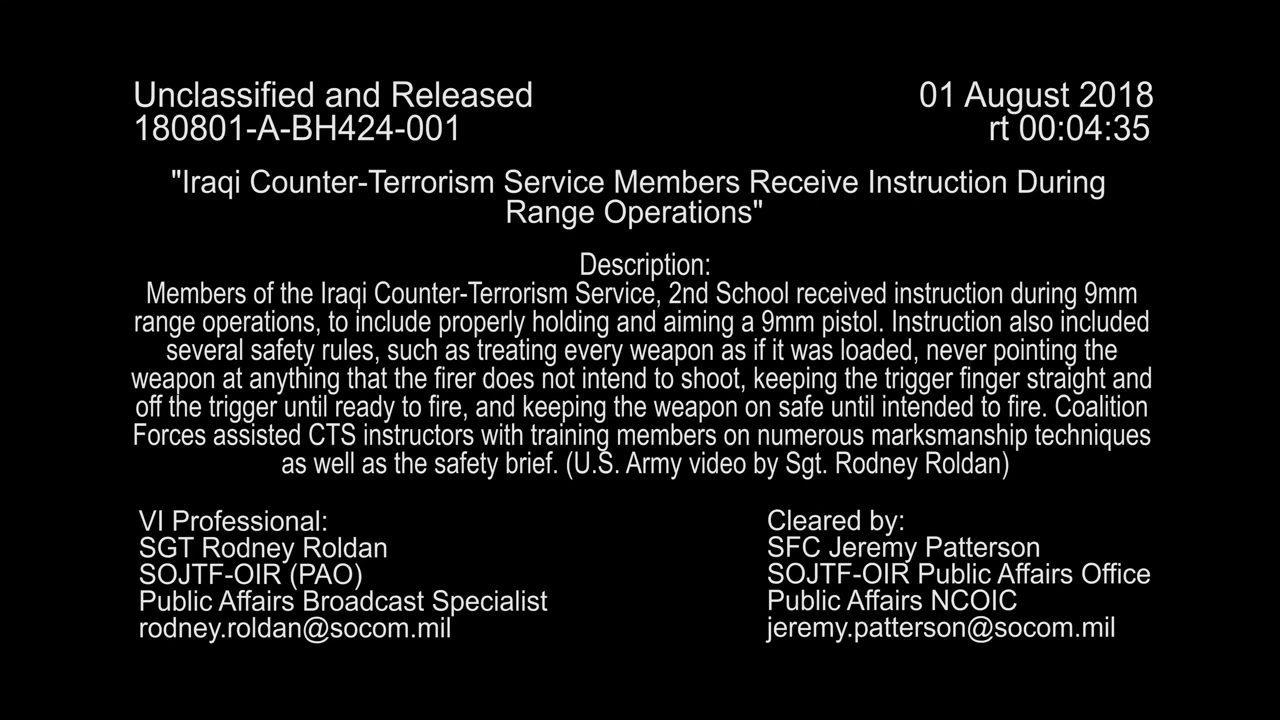 Unclassified and Released
01 August 2018
180801-A-BH424-001
rt 00:04:35
"Iraqi Counter-Terrorism Service Members Receive Instruction During
Range Operations"
Description:
Members of the Iraqi Counter-Terrorism Service, 2nd School received instruction during 9mm
range operations, to include properly holding and aiming a 9mm pistol. Instruction also included
several safety rules, such as treating every weapon as if it was loaded, never pointing the
weapon at anything that the firer does not intend to shoot, keeping the trigger finger straight and
off the trigger until ready to fire, and keeping the weapon on safe until intended to fire. Coalition
Forces assisted CTS instructors with training members on numerous marksmanship techniques
as well as the safety brief. (U.S. Army video by Sgt. Rodney Roldan)
VI Professional:
SGT Rodney Roldan
SOJTF-OIR (PAO)
Public Affairs Broadcast Specialist
rodney.roldan@socom.mil
Cleared by:
SFC Jeremy Patterson
SOJTF-OIR Public Affairs Office
Public Affairs NCOIC
jeremy.patterson@socom.mil